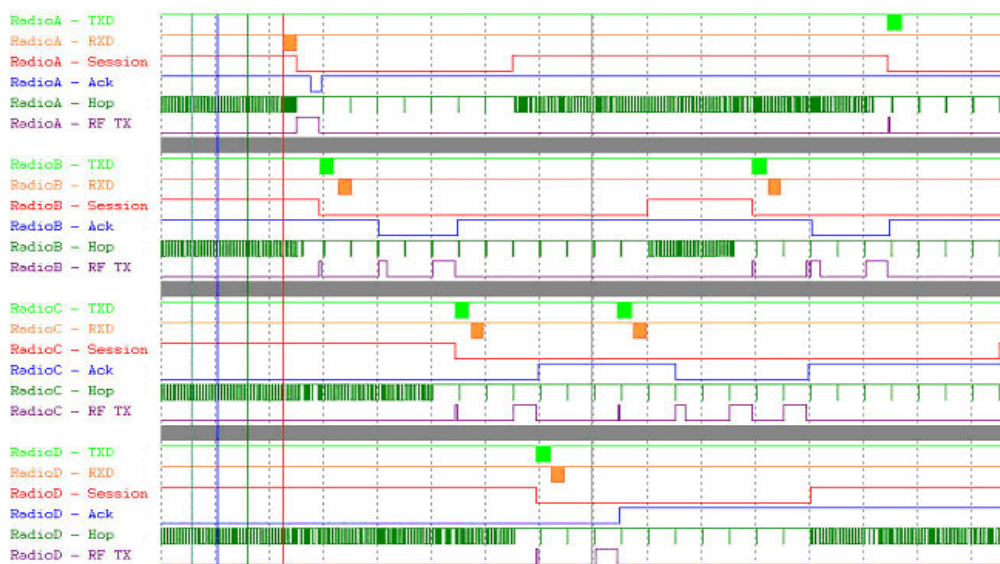 RadioA - TXD
RadioA - RXD
RadioA - Session
RadioA - Ack
RadioA - Hop
RadioA - RF TX
RadioB - TXD
RadioB - RXD
RadioB - Session
RadioB - Ack
RadioB - Hop
RadioB - RF TX
RadioC - TXD
RadioC - RXD
RadioC - Session
RadioC - Ack
RadioC - Hop
RadioC - RF TX
RadioD - TXD
RadioD - RXD
RadioD - Session
RadioD - Ack
RadioD - Hop
RadioD - RF TX